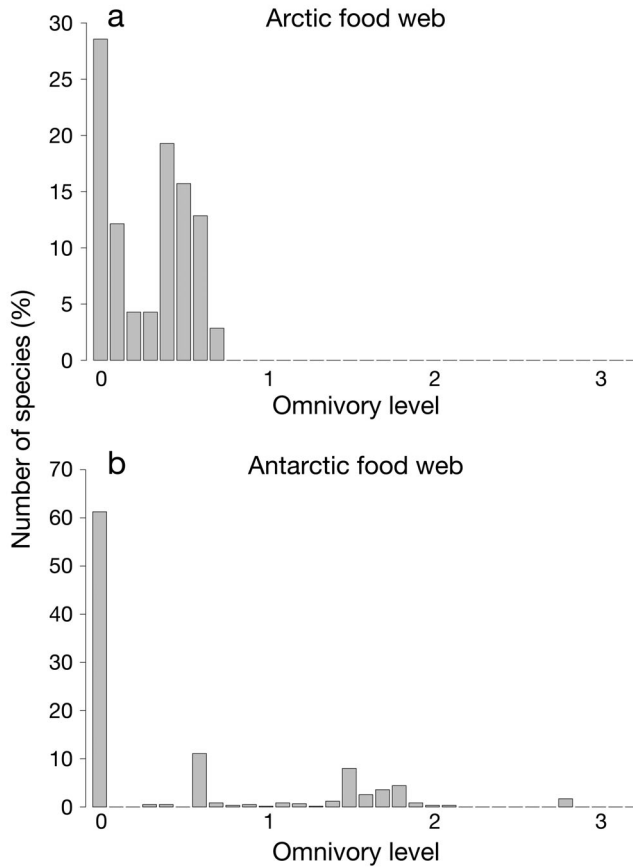 a
Arctic food web
30
25
20
15
10
5
0
0 1 2 3
Omnivory level
Number of species (%)
b
Antarctic food web
70
60
50
40
30
20
10
0
0 1 2 3
Omnivory level